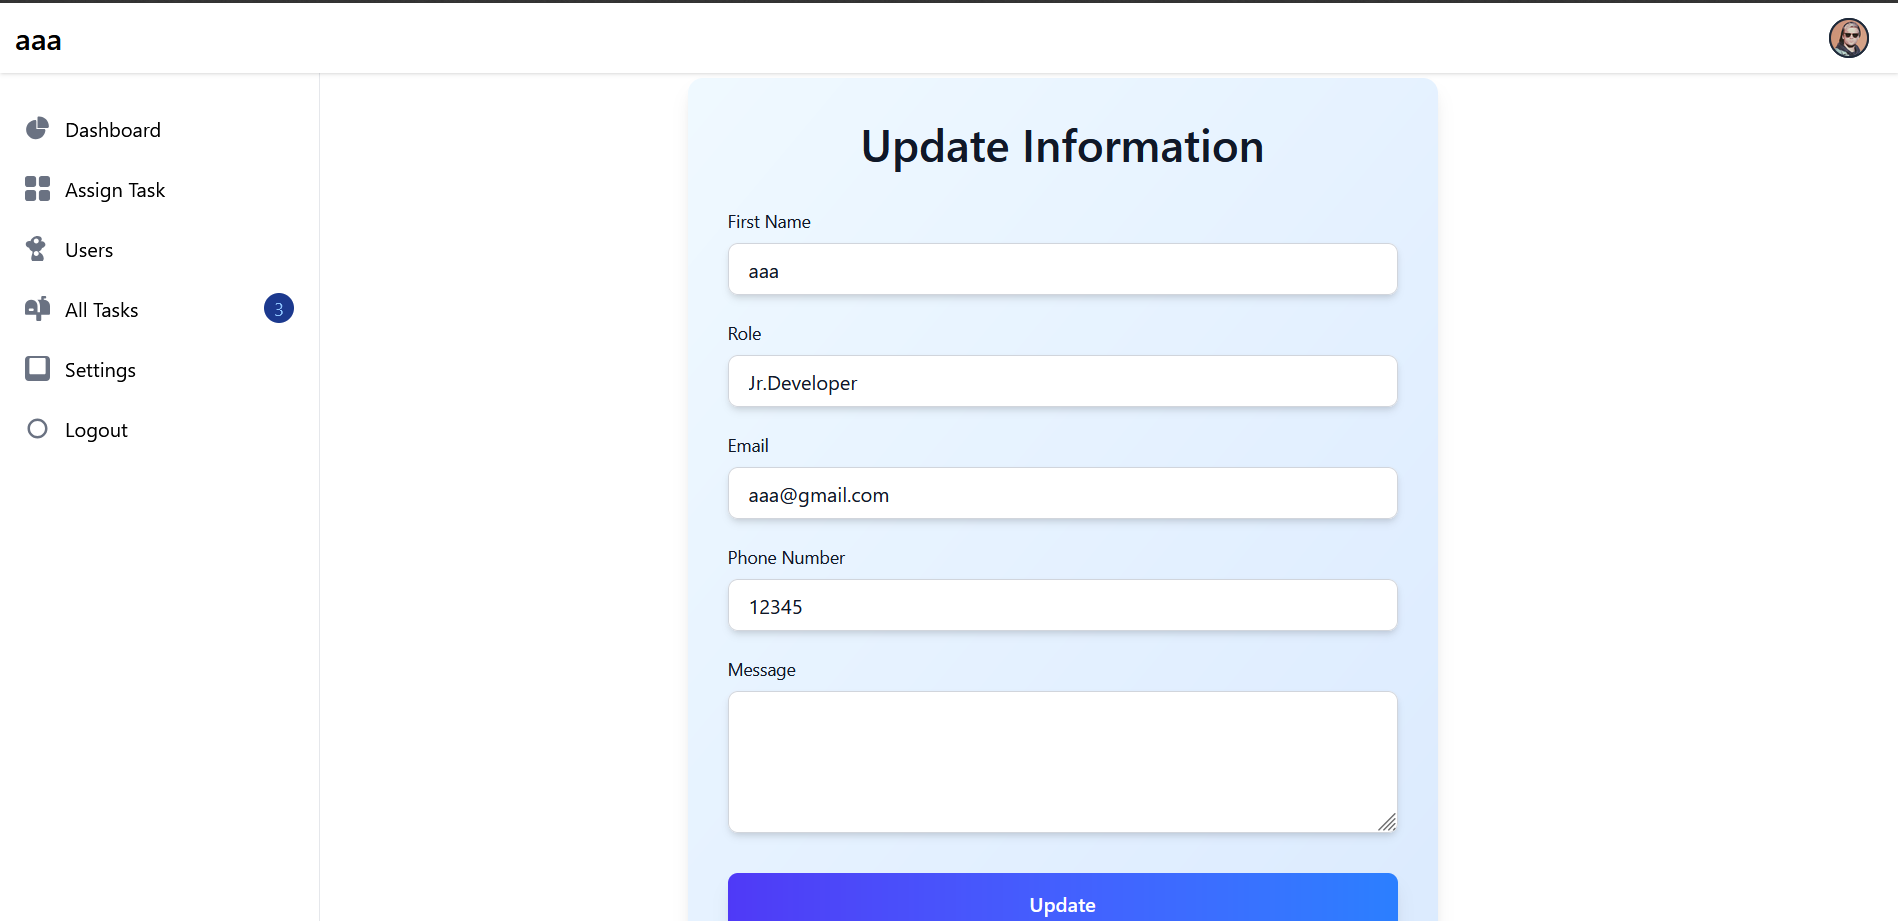 aaa
Dashboard
Assign Task
Users
All Tasks 3
Settings
Logout
Update Information
First Name
aaa
Role
Jr.Developer
Email
aaa@gmail.com
Phone Number
12345
Message
Update